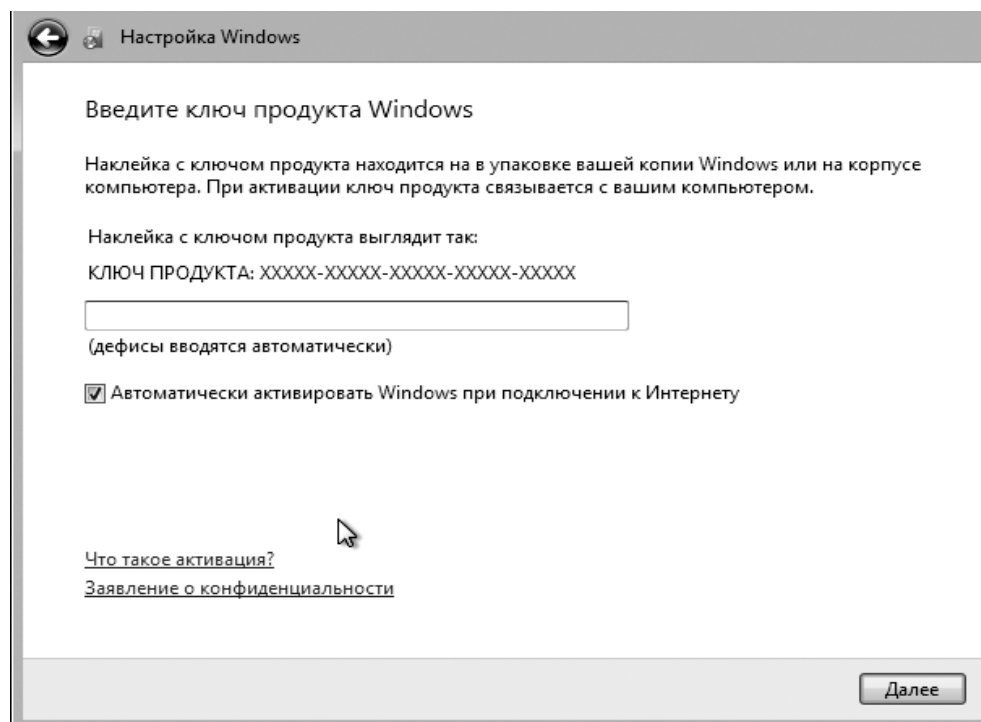 Настройка Windows
Введите ключ продукта Windows
Наклейка с ключом продукта находится на в упаковке вашей копии Windows или на корпусе
компьютера. При активации ключ продукта связывается с вашим компьютером.
Наклейка с ключом продукта выглядит так:
КЛЮЧ ПРОДУКТА: XXXXX-XXXXX-XXXXX-XXXXX-XXXXX
(дефисы вводятся автоматически)
Автоматически активировать Windows при подключении к Интернету
Что такое активация?
Заявление о конфиденциальности
Далее